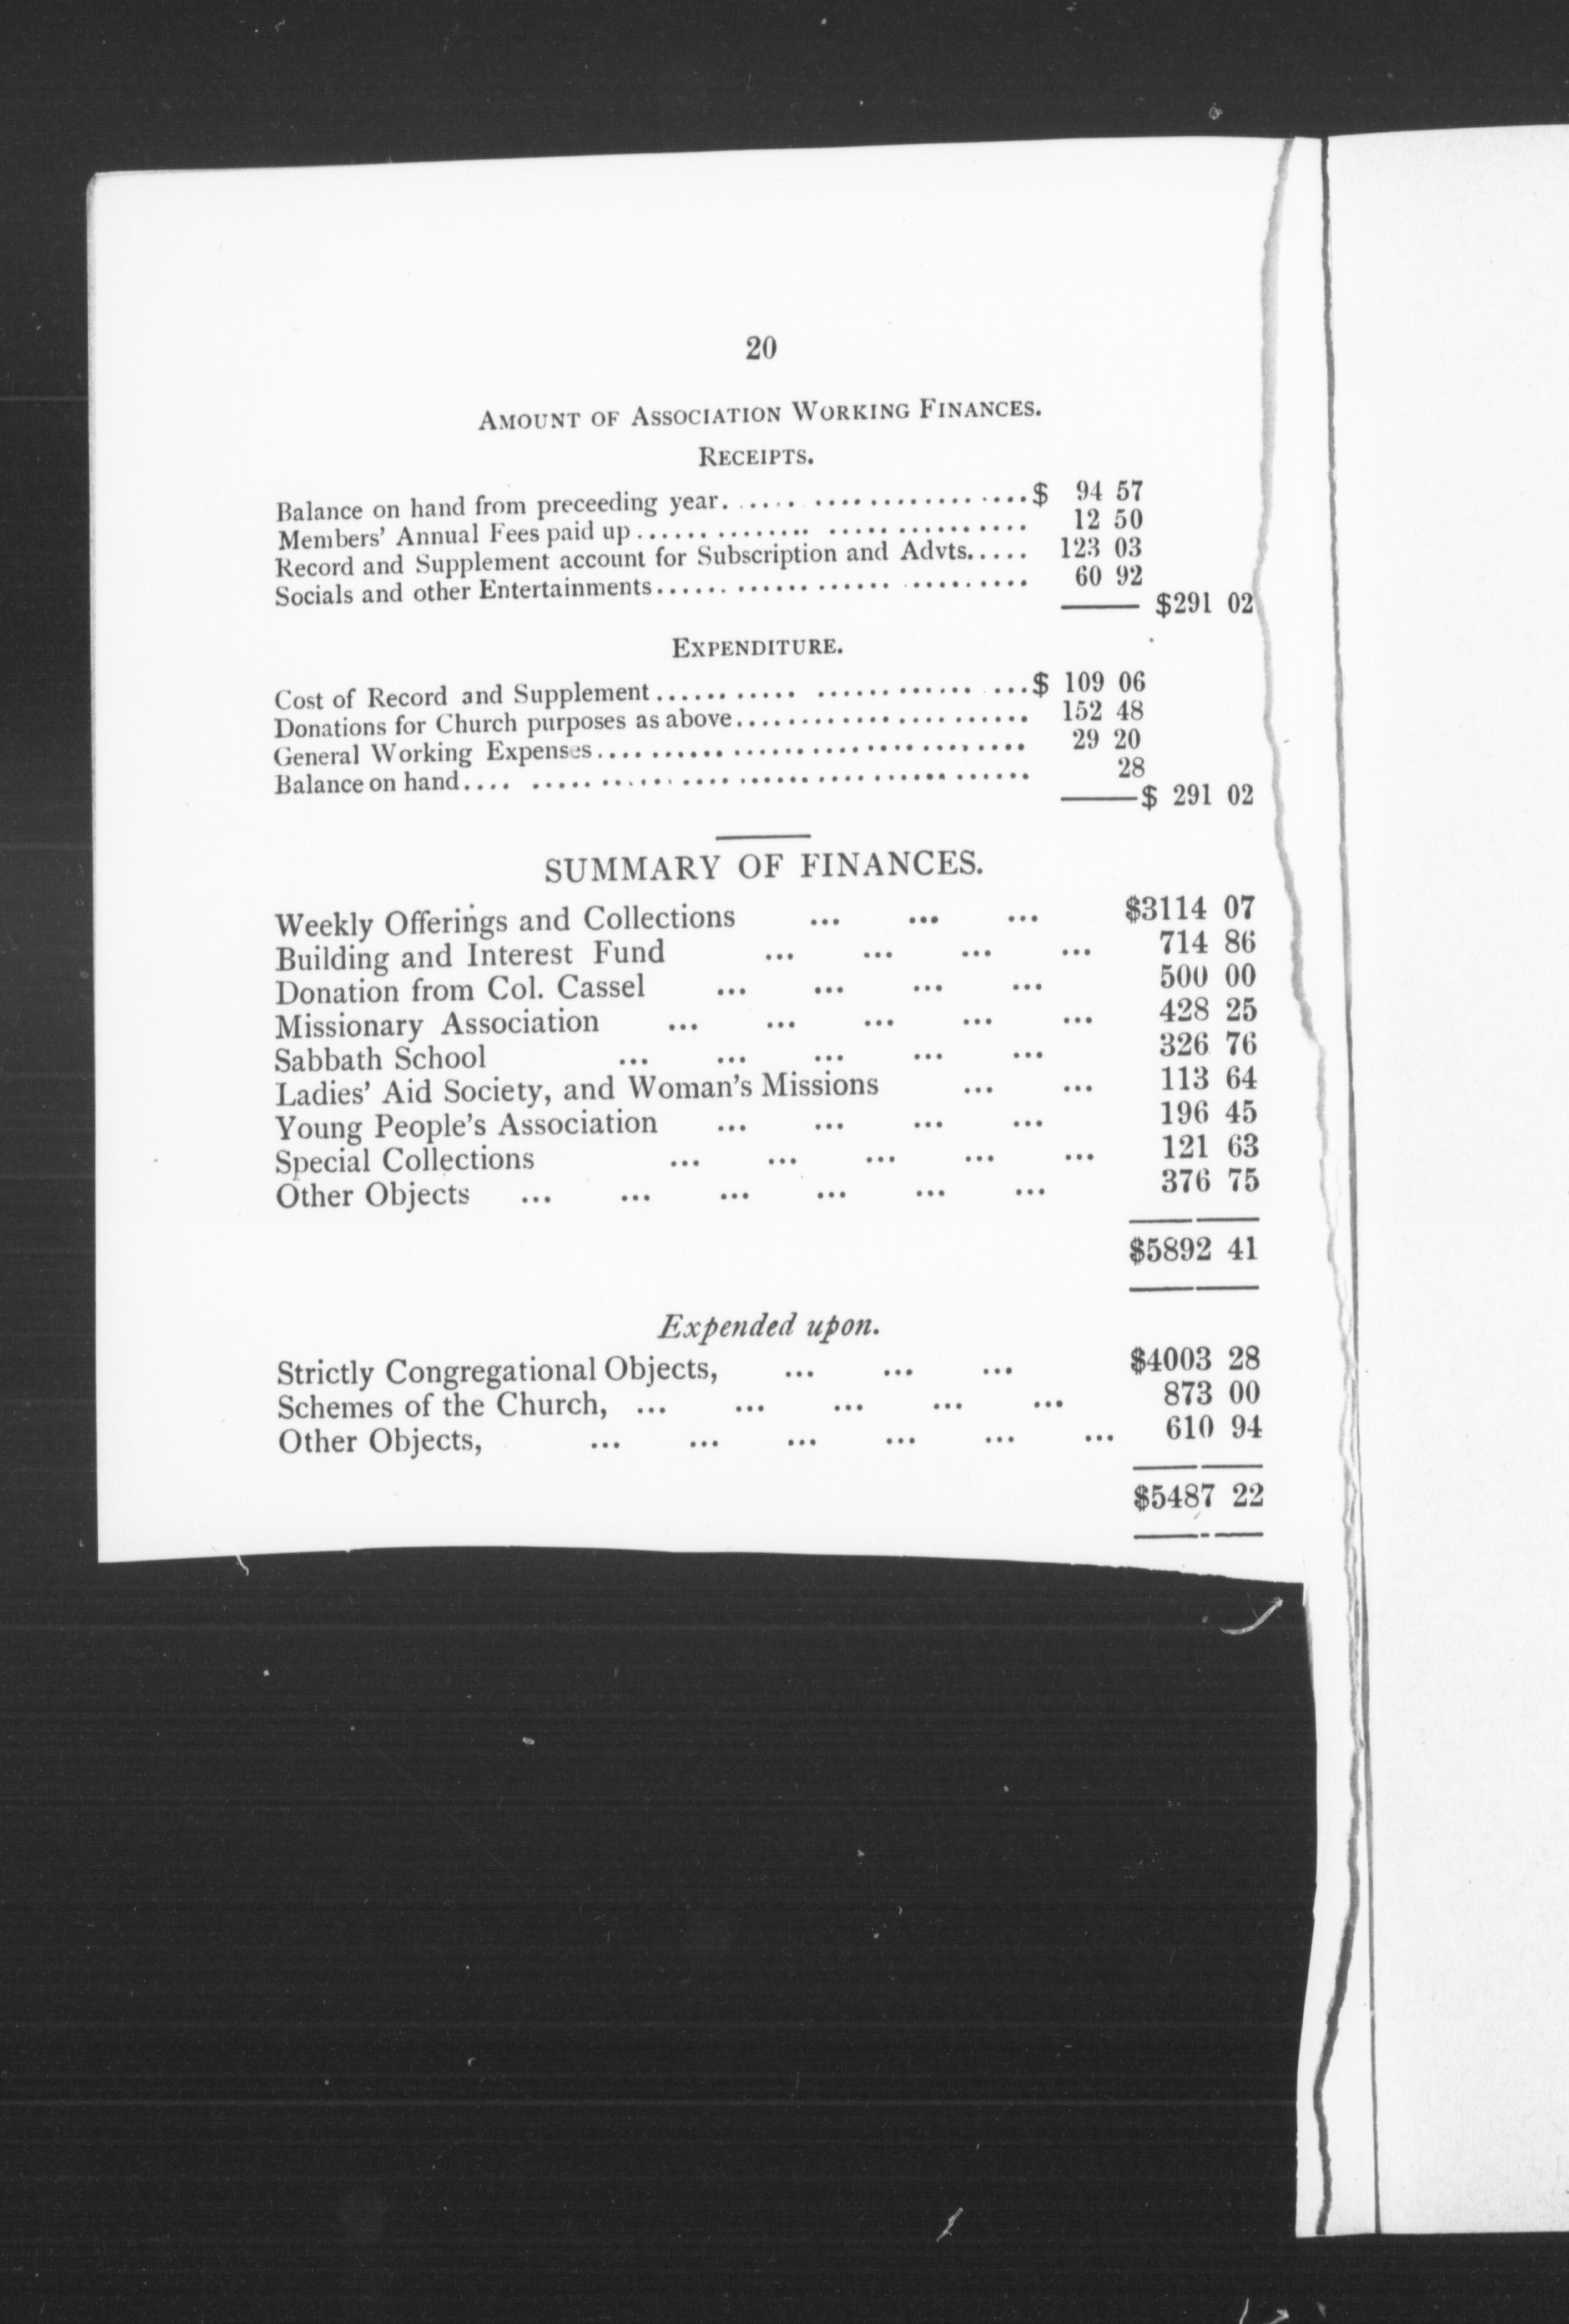 20
AMOUNT OF ASSOCIATION WORKING FINANCES.
RECEIPTS.
Balance on hand from preceeding year. ..... .................$ 94 57
Members' Annual Fees paid up .............. ............... 12 50
Record and Supplement account for Subscription and Advts..... 123 03
Socials and other Entertainments...... ...... ...... .......... 60 92
$291 02
EXPENDITURE.
Cost of Record and Supplement........... ............ ....$ 109 06
Donations for Church purposes as above...................... 152 48
General Working Expenses................................. 29 20
Balance on hand.... ...................................... 28
$ 291 02
SUMMARY OF FINANCES.
Weekly Offerings and Collections ... ... ... $3114 07
Building and Interest Fund ... ... ... ... 714 86
Donation from Col. Cassel ... ... ... ... 500 00
Missionary Association ... ... ... ... ... 428 25
Sabbath School ... ... ... ... ... 326 76
Ladies' Aid Society, and Woman's Missions ... ... 113 64
Young People's Association ... ... ... ... 196 45
Special Collections ... ... ... ... ... 121 63
Other Objects ... ... ... ... ... ... 376 75
$5892 41
Expended upon.
Strictly Congregational Objects, ... ... ... $4003 28
Schemes of the Church, ... ... ... ... ... 873 00
Other Objects, ... ... ... ... ... ... 610 94
$5487 22